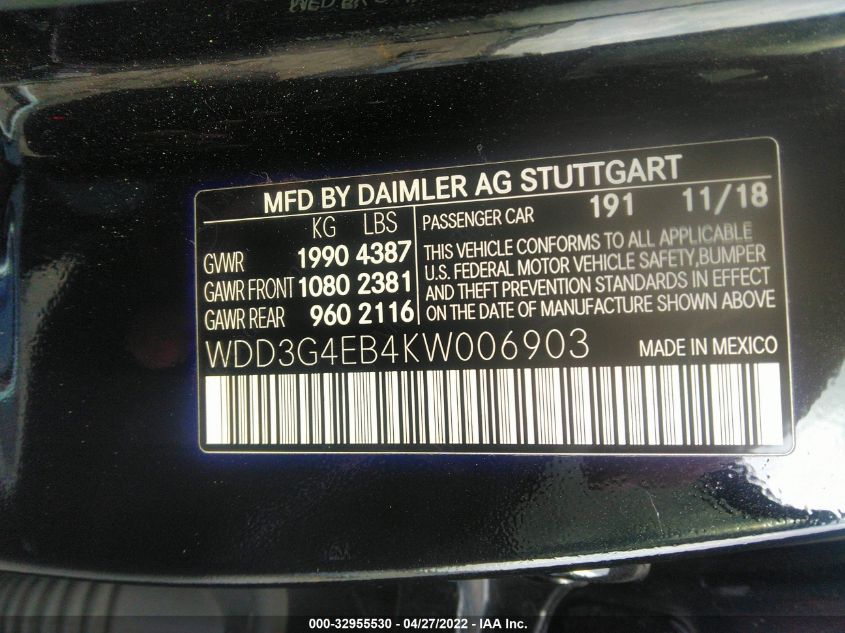 MFD BY DAIMLER AG STUTTGART
KG LBS
GVWR 1990 4387
GAWR FRONT 1080 2381
GAWR REAR 960 2116
PASSENGER CAR 191 11/18
THIS VEHICLE CONFORMS TO ALL APPLICABLE
U.S. FEDERAL MOTOR VEHICLE SAFETY,BUMPER
AND THEFT PREVENTION STANDARDS IN EFFECT
ON THE DATE OF MANUFACTURE SHOWN ABOVE
WDD3G4EB4KW006903 MADE IN MEXICO
000-32955530 - 04/27/2022 - IAA Inc.